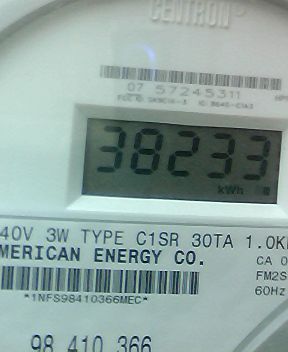 CENTRON®
07 57245311
38233
kWh
40V 3W TYPE C1SR 30TA 1.0K
MERICAN ENERGY CO.
CA 0
*1NFS98410366MEC*
FM2S
60Hz
98 410 366